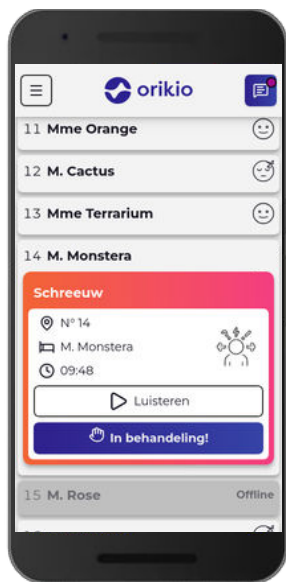 orikio
11 Mme Orange
12 M. Cactus
13 Mme Terrarium
14 M. Monstera
Schreeuw
N° 14
M. Monstera
09:48
Luisteren
In behandeling!
15 M. Rose Offline